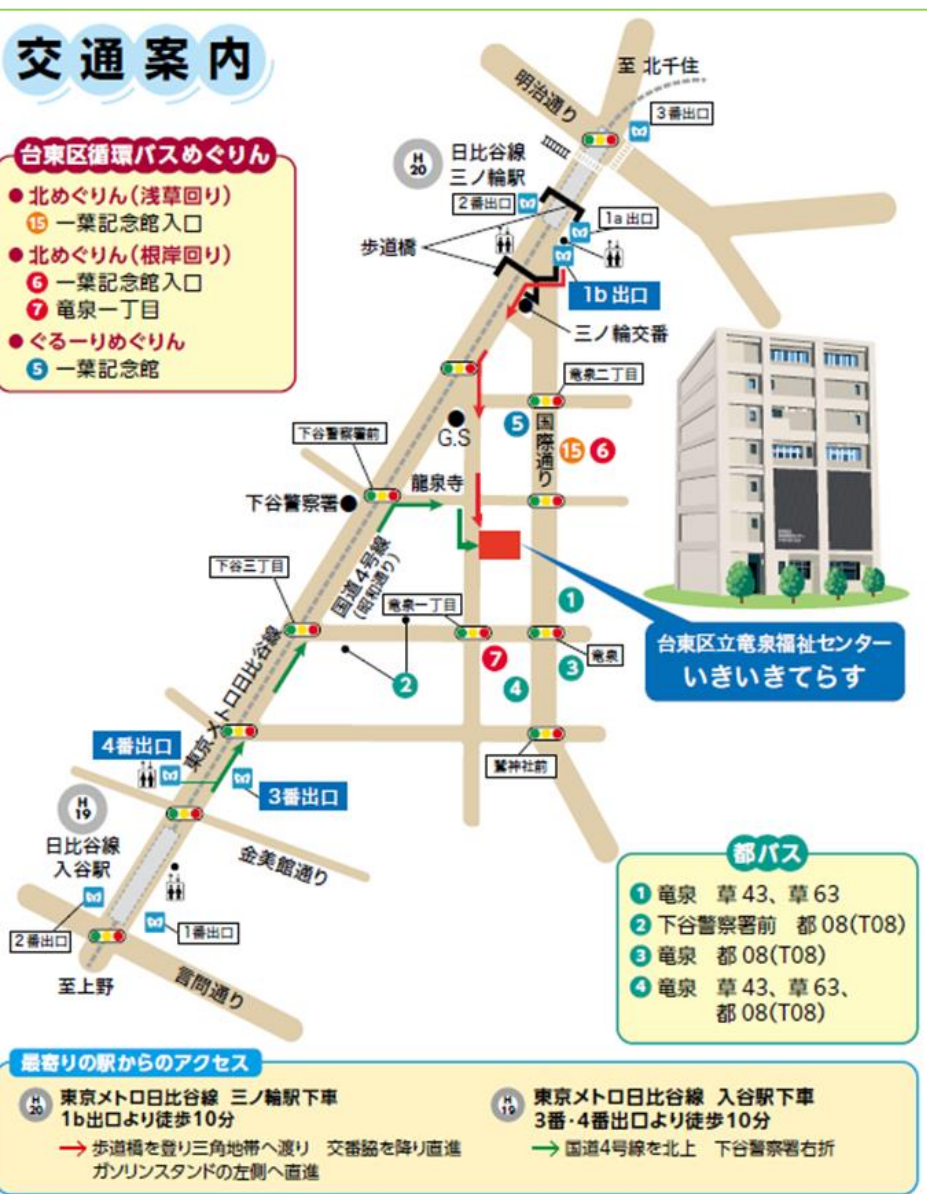 交通案内
台東区循環バスめぐりん
●北めぐりん(浅草回り)
15 一葉記念館入口
●北めぐりん(根岸回り)
6 一葉記念館入口
7 竜泉一丁目
●ぐるーりめぐりん
5 一葉記念館
至 北千住
明治通り
3番出口
H
20
日比谷線
三ノ輪駅
2番出口
1a 出口
歩道橋
1b 出口
三ノ輪交番
竜泉二丁目
5
国際通り
15 6
G.S
下谷警察署前
龍泉寺
下谷警察署
下谷三丁目
国道4号線
(昭和通り)
竜泉一丁目
1
2
7
4
3
竜泉
台東区立竜泉福祉センター
いきいきてらす
東京メトロ日比谷線
4番出口
3番出口
鷲神社前
H
19
日比谷線
入谷駅
金美館通り
2番出口
1番出口
至上野
言問通り
都バス
1 竜泉 草43、草63
2 下谷警察署前 都08(T08)
3 竜泉 都08(T08)
4 竜泉 草43、草63、
都08(T08)
最寄りの駅からのアクセス
H
20
東京メトロ日比谷線 三ノ輪駅下車
1b出口より徒歩10分
→歩道橋を登り三角地帯へ渡り 交番脇を降り直進
ガソリンスタンドの左側へ直進
H
19
東京メトロ日比谷線 入谷駅下車
3番・4番出口より徒歩10分
→国道4号線を北上 下谷警察署右折